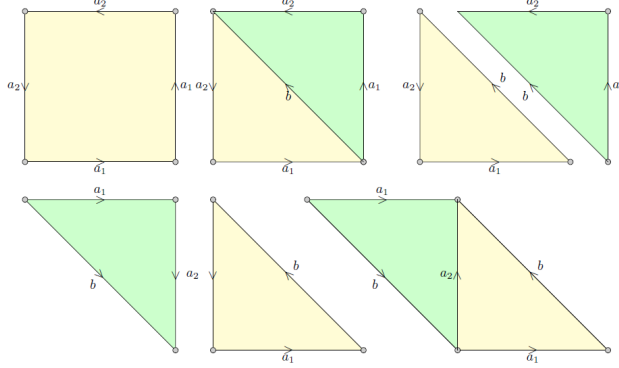 a₂ a₂ a₂
a₂ a₁ a₂ b a₁ a₂ b b a
a₁ a₁ a₁
a₁ a₁
b a₂ b b a₂ b
a₁ a₁